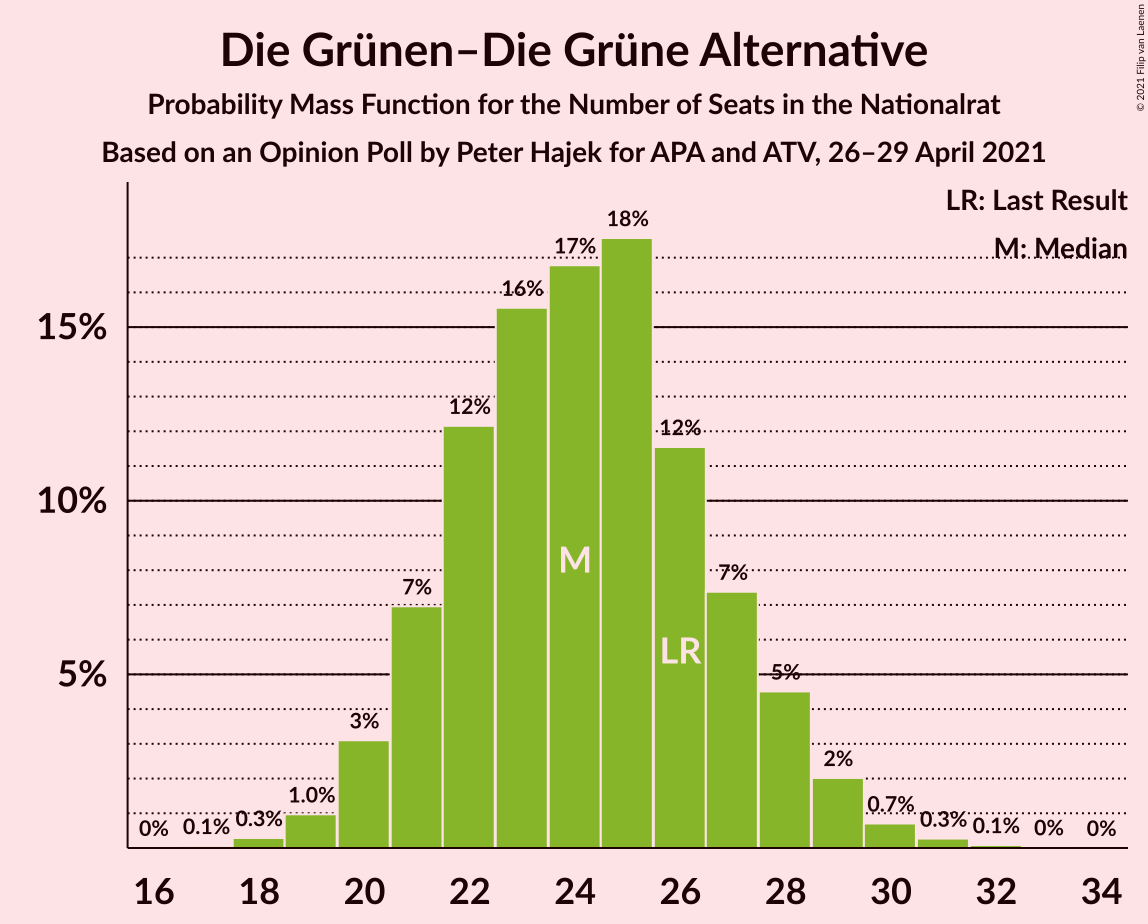 Die Grünen–Die Grüne Alternative
Probability Mass Function for the Number of Seats in the Nationalrat
Based on an Opinion Poll by Peter Hajek for APA and ATV, 26–29 April 2021
© 2021 Filip van Laenen
LR: Last Result
M: Median
18%
17%
16%
15%
12%
12%
10%
M
7%
7%
LR
5%
5%
3%
2%
1.0%
0.7%
0.3%
0.3%
0%
0.1%
0.1%
0%
0%
16 18 20 22 24 26 28 30 32 34